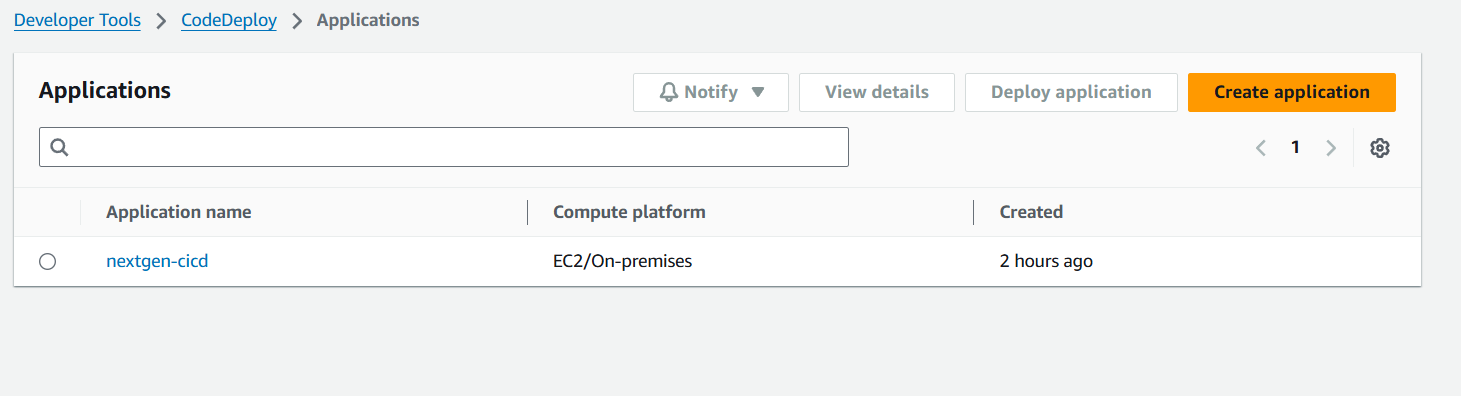 Developer Tools > CodeDeploy > Applications
Applications
Notify ▼ View details Deploy application Create application
< 1 >
Application name Compute platform Created
nextgen-cicd EC2/On-premises 2 hours ago